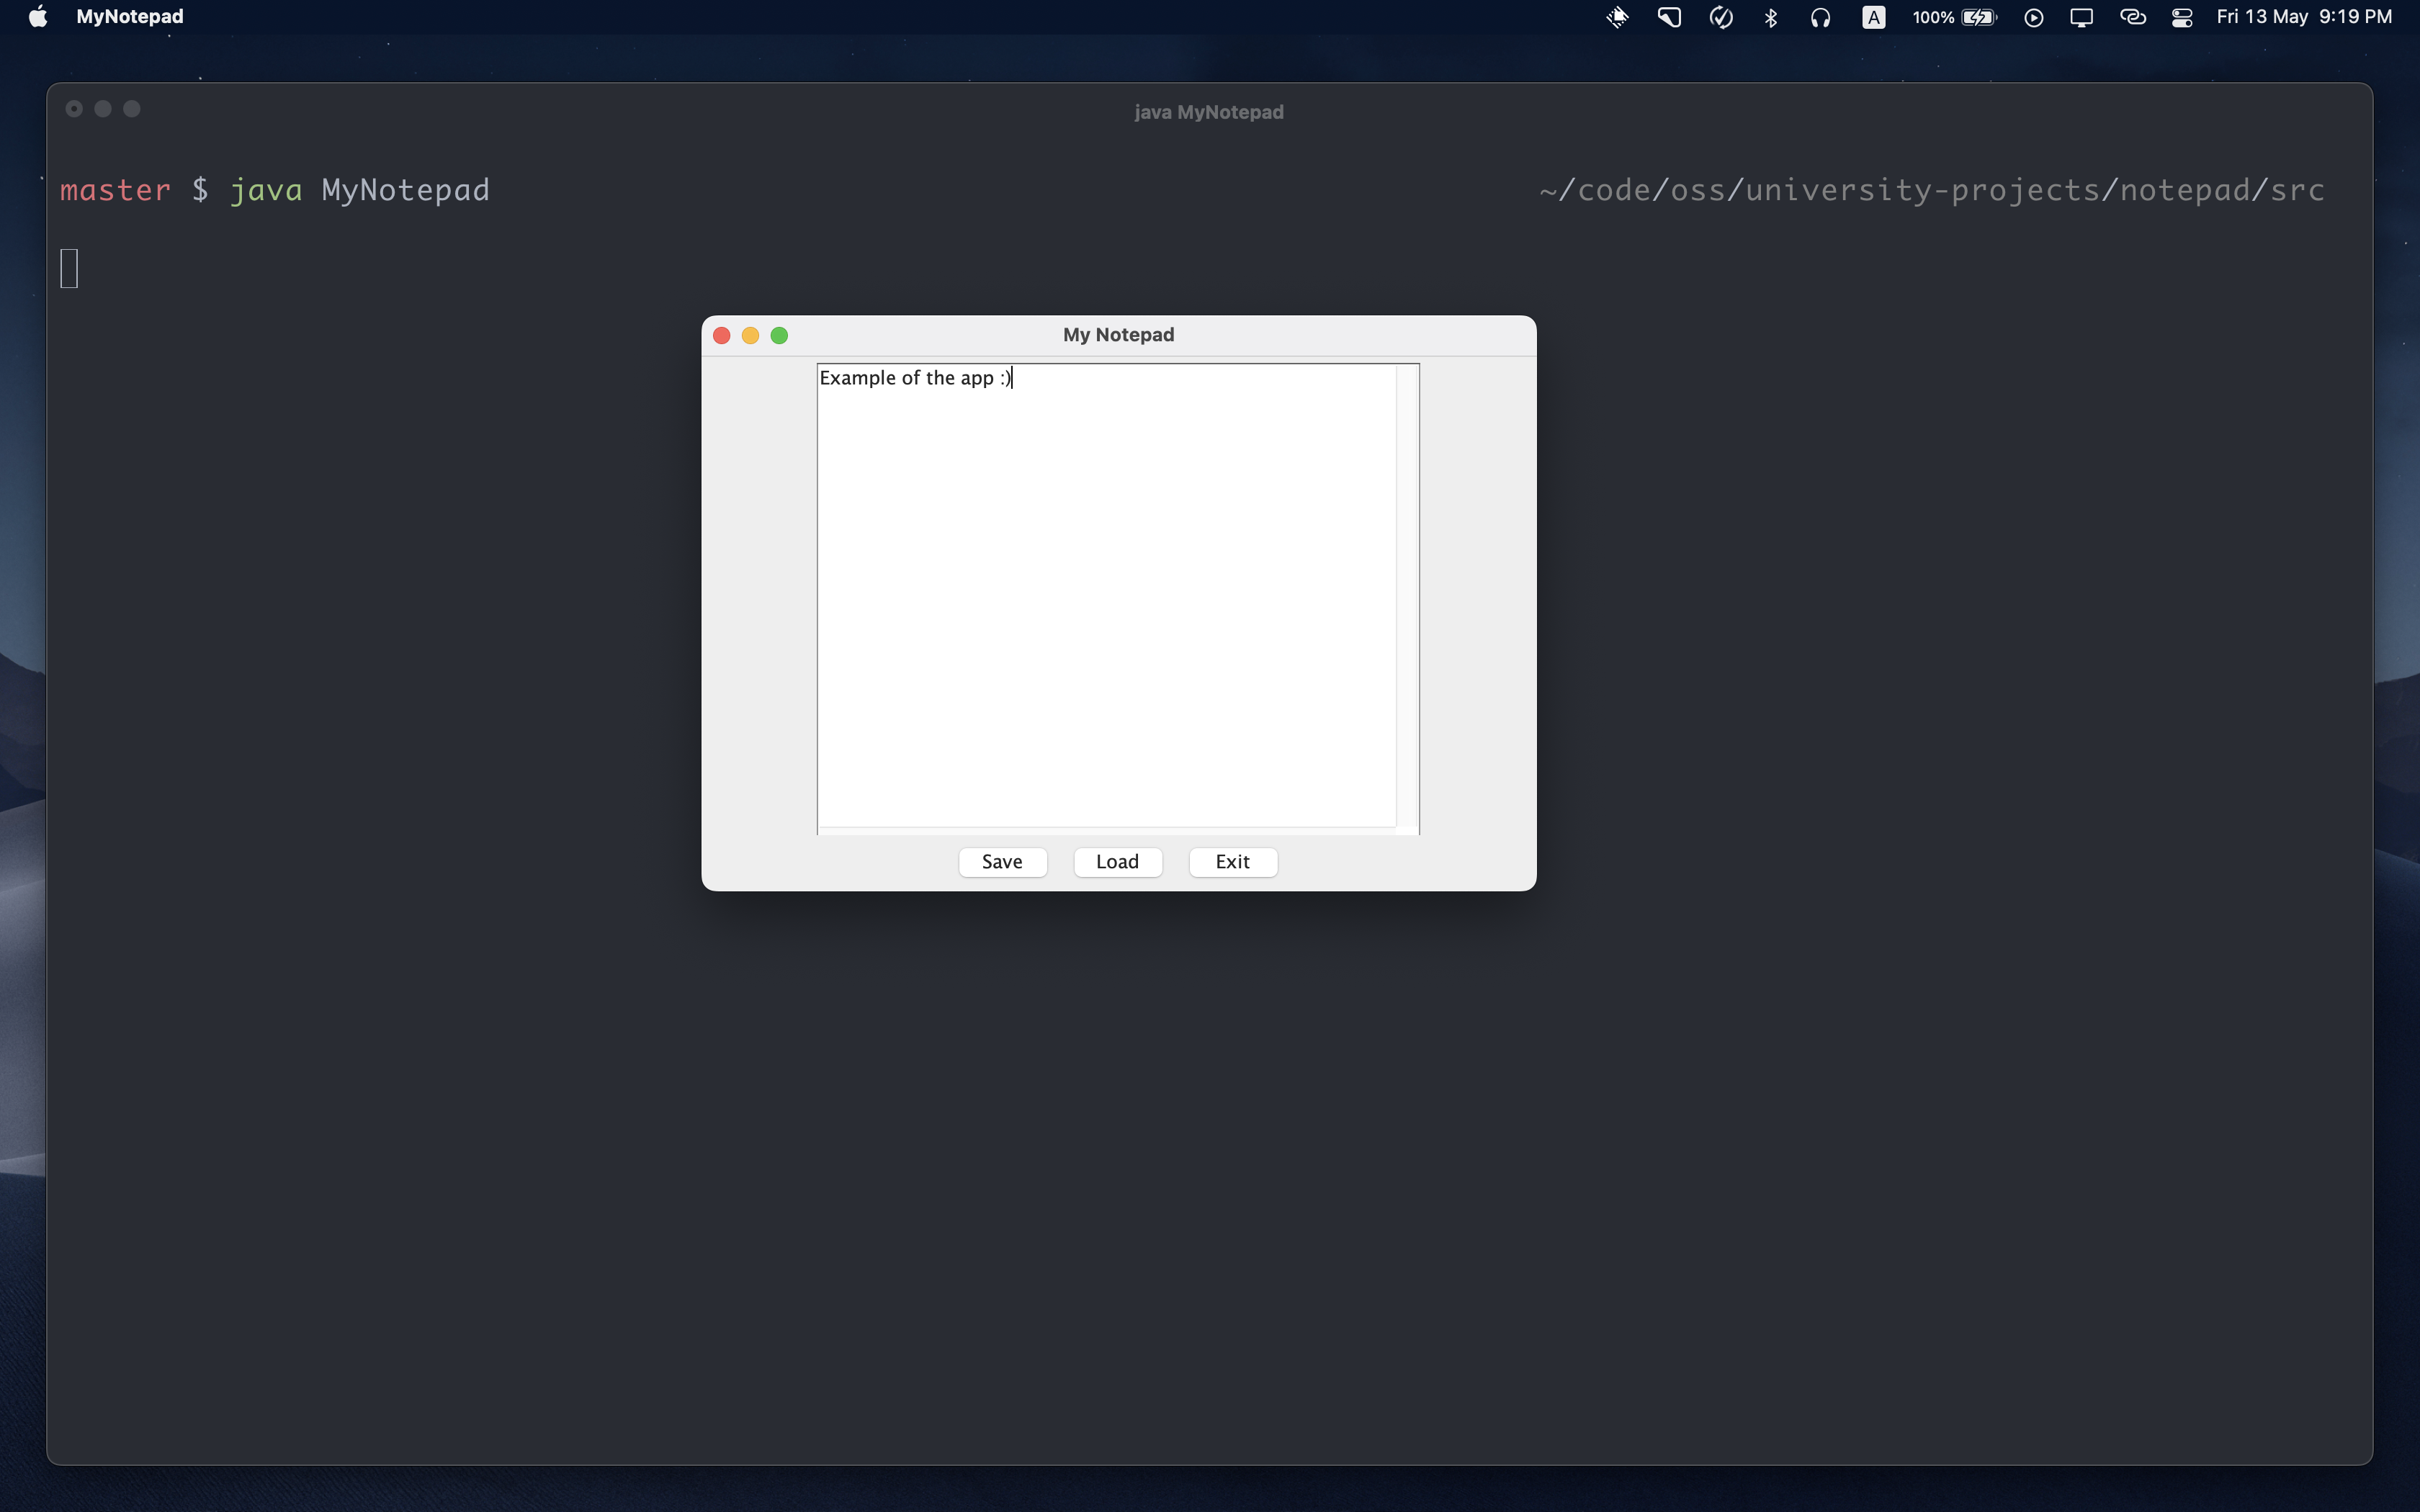 MyNotepad
A 100% Fri 13 May 9:19 PM
java MyNotepad
master $ java MyNotepad ~/code/oss/university-projects/notepad/src
My Notepad
Example of the app :)
Save Load Exit